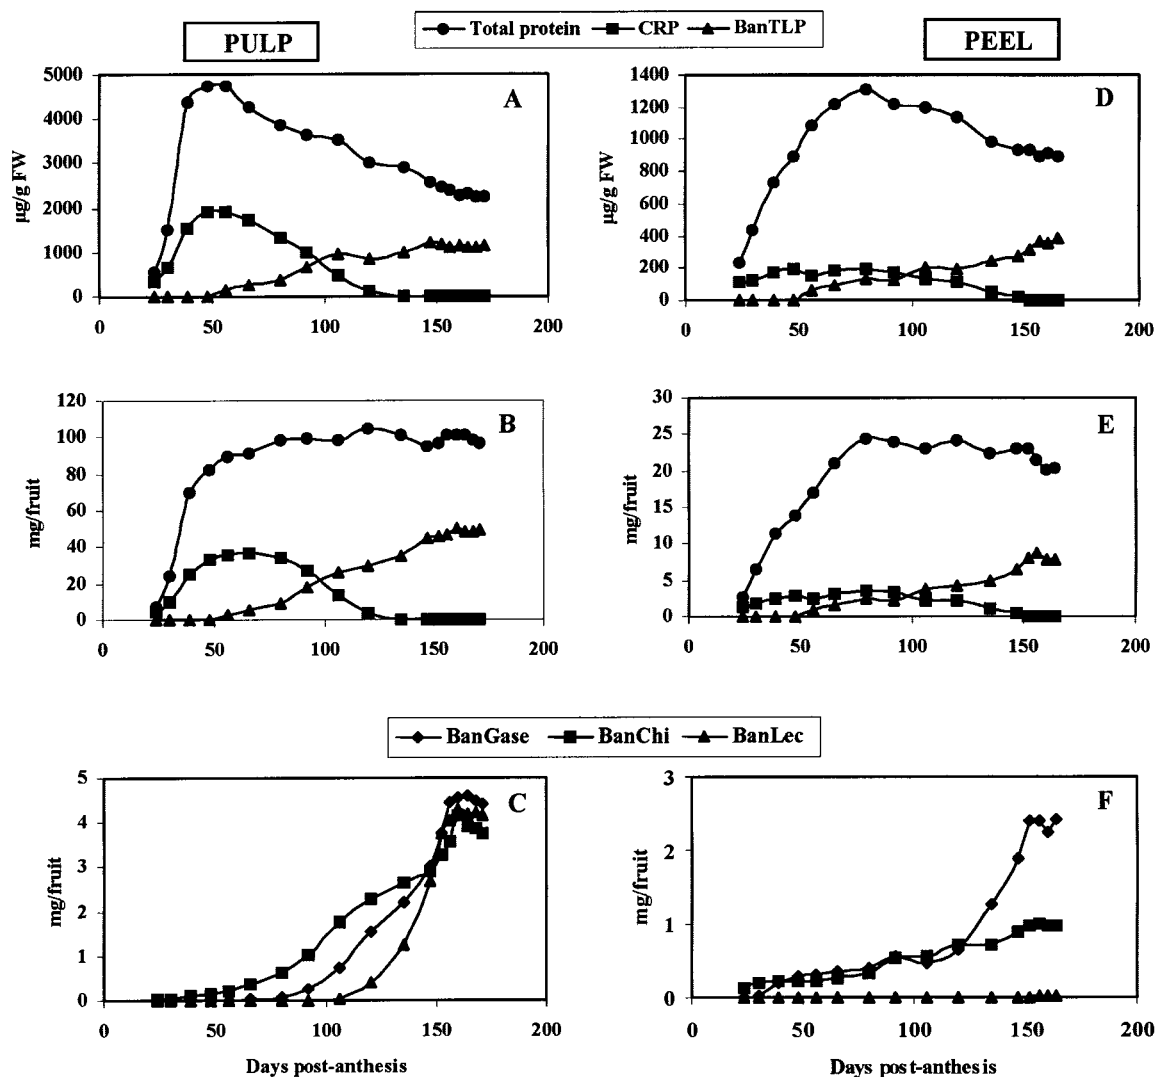 PULP
Total protein CRP BanTLP
PEEL
A
5000
4000
3000
2000
1000
0
µg/g FW
0 50 100 150 200
D
1400
1200
1000
800
600
400
200
0
µg/g FW
0 50 100 150 200
B
120
100
80
60
40
20
0
mg/fruit
0 50 100 150 200
E
30
25
20
15
10
5
0
mg/fruit
0 50 100 150 200
BanGase BanChi BanLec
C
5
4
3
2
1
0
mg/fruit
0 50 100 150 200
Days post-anthesis
F
3
2
1
0
mg/fruit
0 50 100 150 200
Days post-anthesis